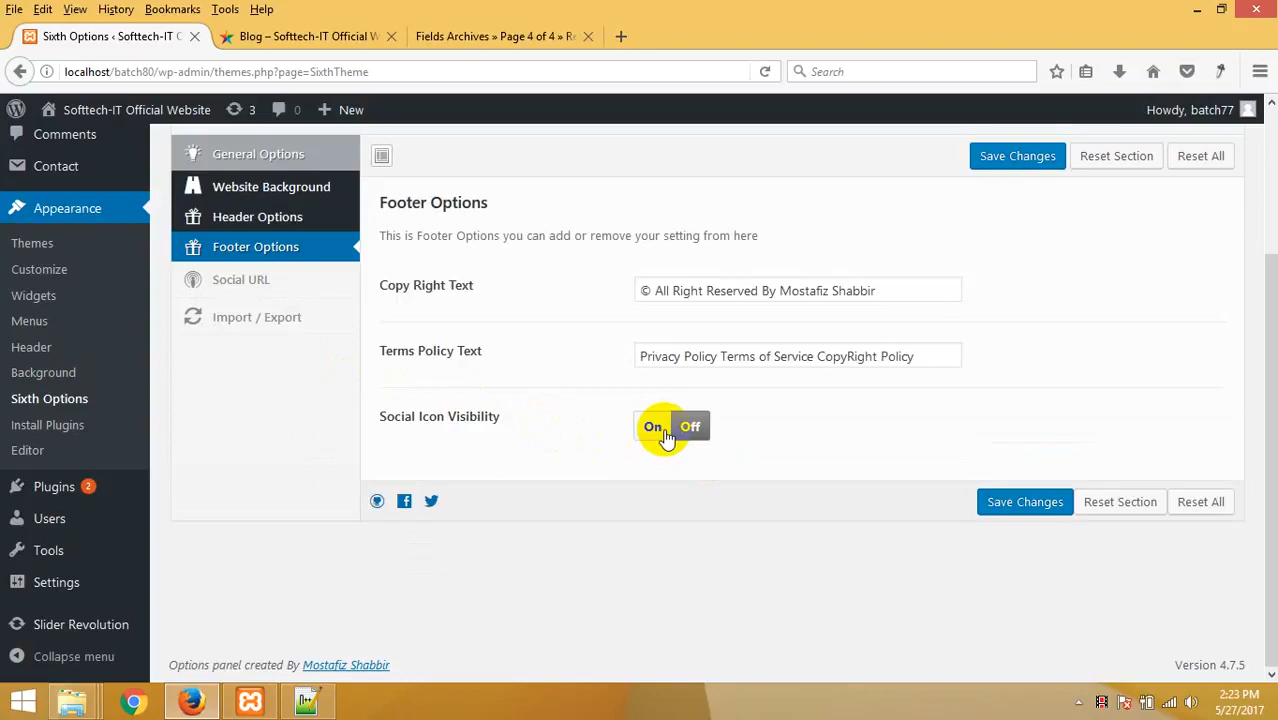 File Edit View History Bookmarks Tools Help
Sixth Options ‹ Softtech-IT O
Blog – Softtech-IT Official W
Fields Archives » Page 4 of 4 » Re
localhost/batch80/wp-admin/themes.php?page=SixthTheme
Search
Softtech-IT Official Website 3 0 New
Howdy, batch77
Comments
Contact
Appearance
Themes
Customize
Widgets
Menus
Header
Background
Sixth Options
Install Plugins
Editor
Plugins 2
Users
Tools
Settings
Slider Revolution
Collapse menu
General Options
Website Background
Header Options
Footer Options
Social URL
Import / Export
Save Changes Reset Section Reset All
Footer Options
This is Footer Options you can add or remove your setting from here
Copy Right Text
© All Right Reserved By Mostafiz Shabbir
Terms Policy Text
Privacy Policy Terms of Service CopyRight Policy
Social Icon Visibility
On Off
Save Changes Reset Section Reset All
Options panel created By Mostafiz Shabbir
Version 4.7.5
2:23 PM
5/27/2017